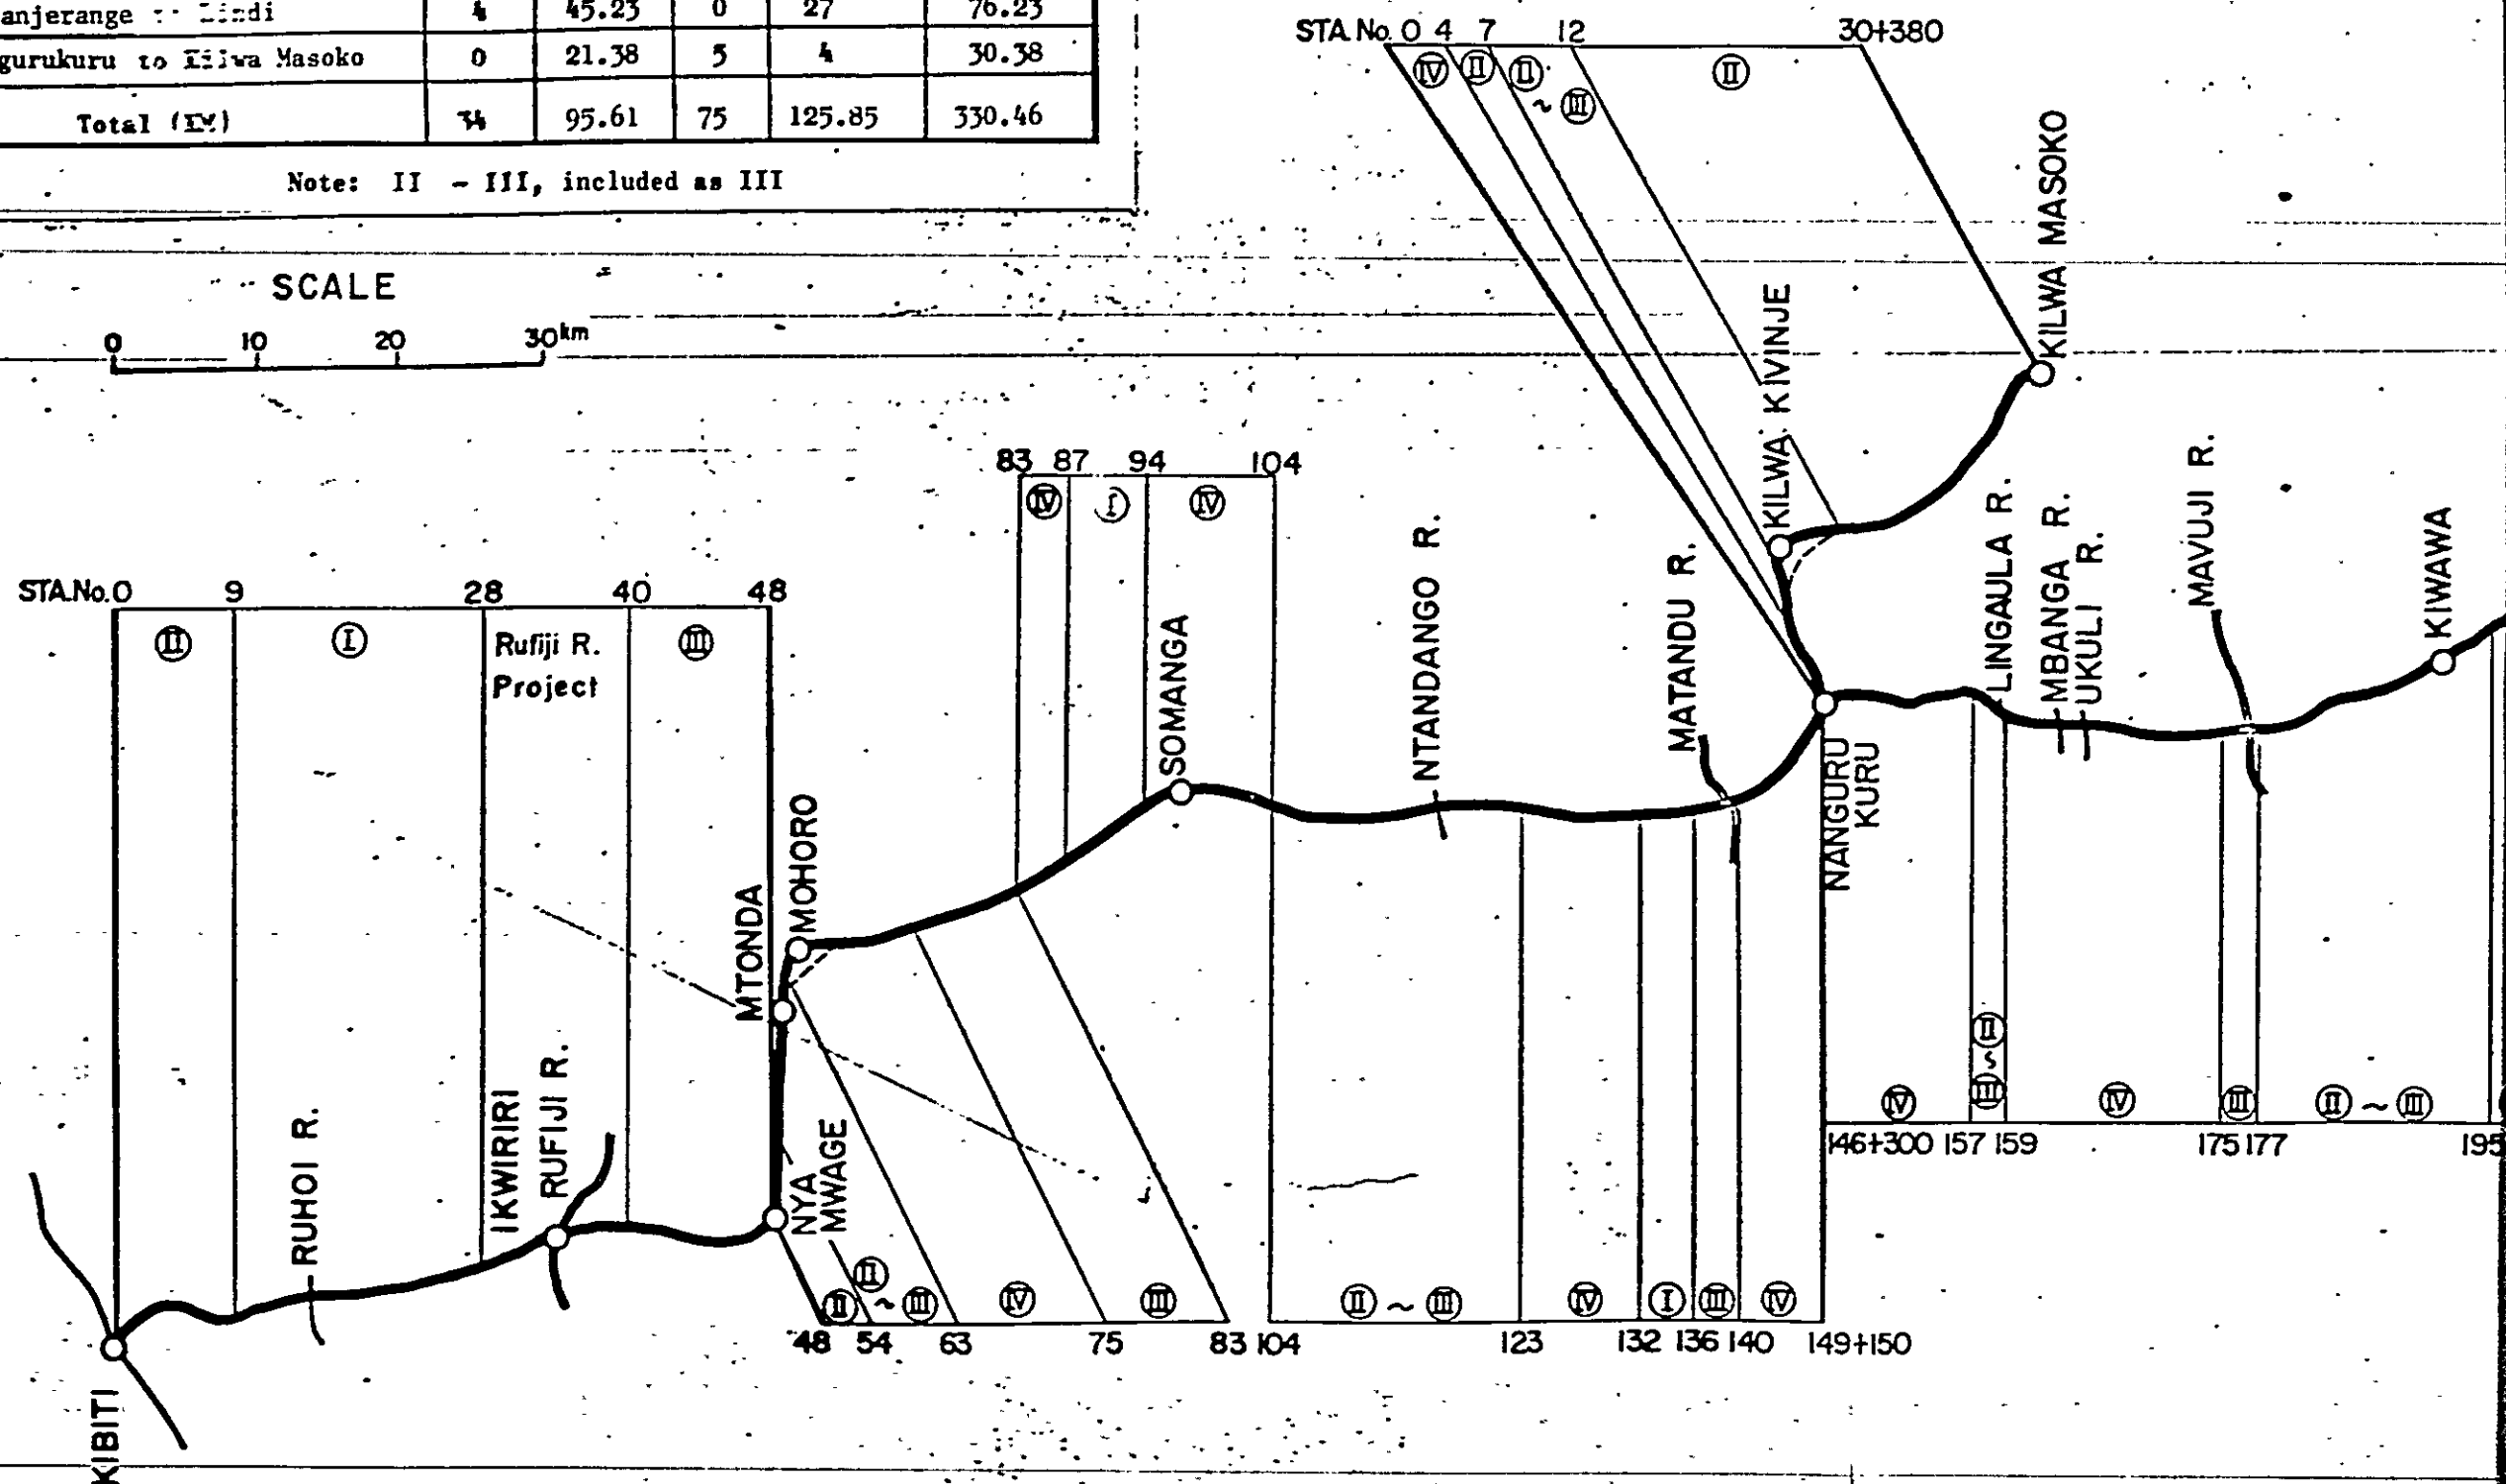 anjerange to Lindi 4 45.23 0 27 76.23
gurukuru to Kilwa Masoko 0 21.38 5 4 30.38
Total (KM) 34 95.61 75 125.85 330.46
Note: II - III, included as III
SCALE
0 10 20 30km
STA. No. 0 4 7 12 30+380
IV II II ~ III II
KILWA MASOKO
KILWA KIVINJE
83 87 94 104
IV I IV
STA.No. 0 9 28 40 48
II I Rufiji R. Project III
SOMANGA
NTANDANGO R.
MATANDU R.
LINGAULA R.
MBANGA R.
UKULI R.
MAVUJI R.
KIWAWA
NANGURU
KURU
MOHORO
MTONDA
NYA
MWAGE
RUFIJI R.
IKWIRIRI
RUHOI R.
KIBITI
IV II ~ III IV III II ~ III
146+300 157 159 175 177 195
II II ~ III IV III II ~ III IV I III IV
48 54 63 75 83 104 123 132 136 140 149+150